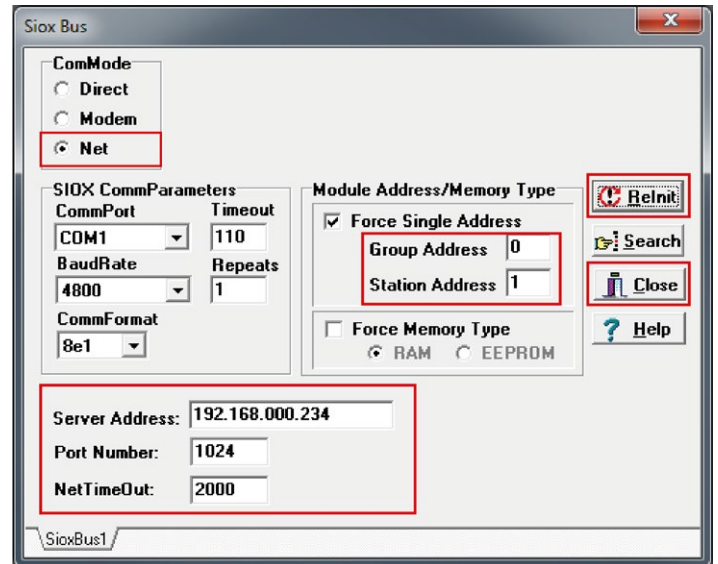 Siox Bus
ComMode
Direct
Modem
Net
SIOX CommParameters
CommPort Timeout
COM1 110
BaudRate Repeats
4800 1
CommFormat
8e1
Module Address/Memory Type
Force Single Address
Group Address 0
Station Address 1
Force Memory Type
RAM EEPROM
ReInit
Search
Close
Help
Server Address: 192.168.000.234
Port Number: 1024
NetTimeOut: 2000
SioxBus1